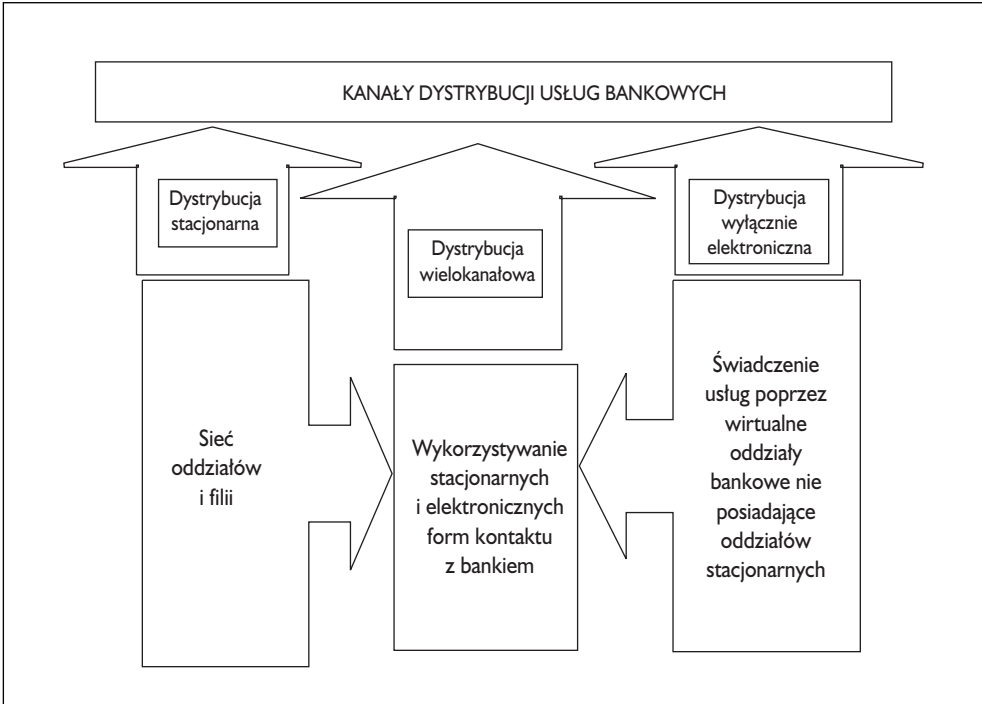 KANAŁY DYSTRYBUCJI USŁUG BANKOWYCH
Dystrybucja
stacjonarna
Dystrybucja
wielokanałowa
Dystrybucja
wyłącznie
elektroniczna
Sieć
oddziałów
i filii
Wykorzystywanie
stacjonarnych
i elektronicznych
form kontaktu
z bankiem
Świadczenie
usług poprzez
wirtualne
oddziały
bankowe nie
posiadające
oddziałów
stacjonarnych